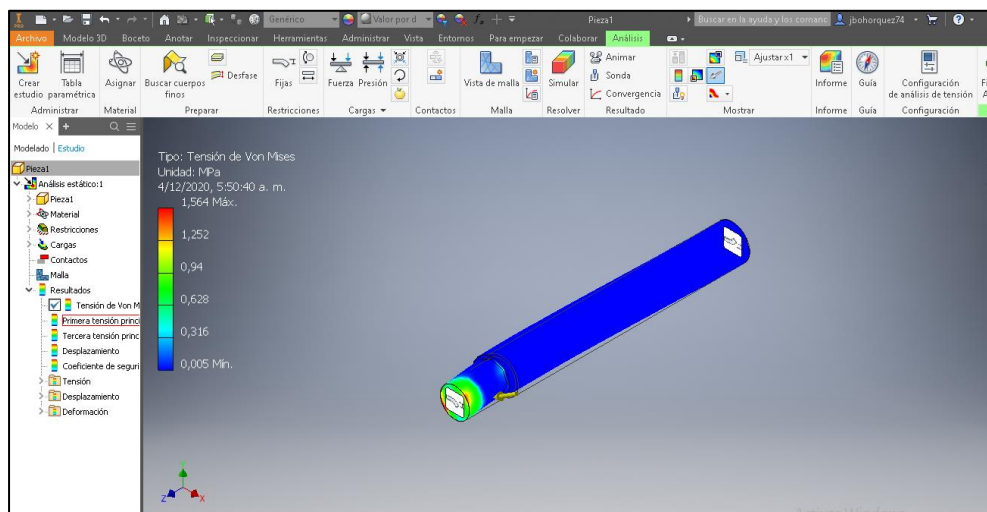 PRO
Genérico
Valor por d
Pieza1
Buscar en la ayuda y los comanc
jbohorquez74
Archivo Modelo 3D Boceto Anotar Inspeccionar Herramientas Administrar Vista Entornos Para empezar Colaborar Análisis
Crear estudio
Tabla paramétrica
Administrar
Asignar
Material
Buscar cuerpos finos
Desfase
Preparar
Fijas
Restricciones
Fuerza Presión
Cargas
Contactos
Vista de malla
Malla
Simular
Resolver
Animar
Sonda
Convergencia
Resultado
Ajustar x1
Mostrar
Informe
Informe
Guía
Guía
Configuración de análisis de tensión
Configuración
Modelo
Modelado | Estudio
Pieza1
Análisis estático:1
Pieza1
Material
Restricciones
Cargas
Contactos
Malla
Resultados
Tensión de Von M
Primera tensión princi
Tercera tensión princ
Desplazamiento
Coeficiente de seguri
Tensión
Desplazamiento
Deformación
Tipo: Tensión de Von Mises
Unidad: MPa
4/12/2020, 5:50:40 a. m.
1,564 Máx.
1,252
0,94
0,628
0,316
0,005 Mín.
Z
X